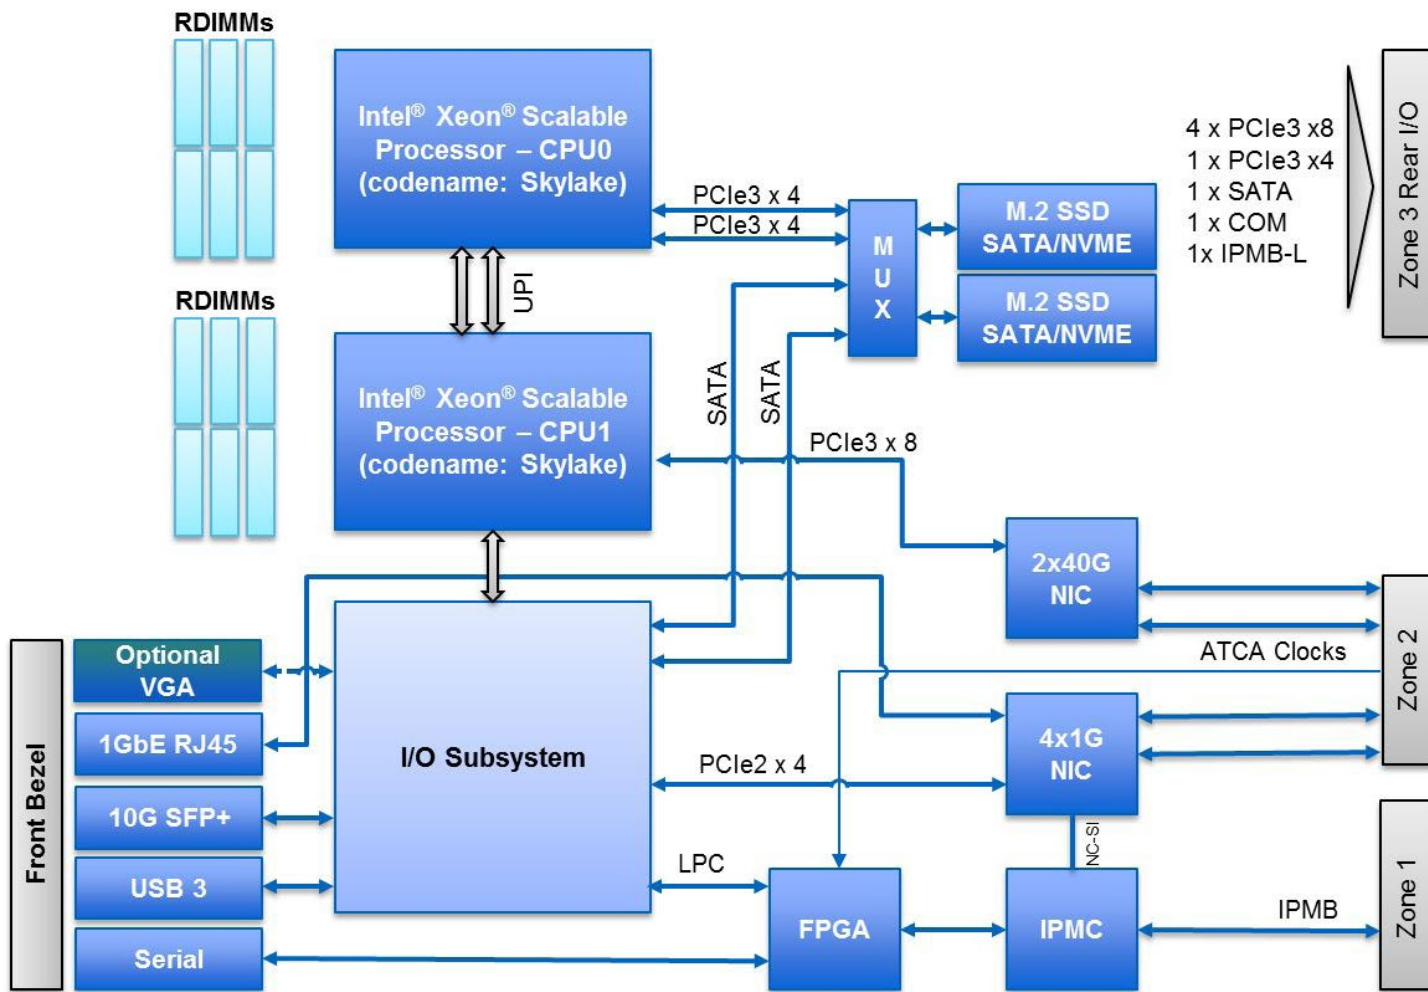 RDIMMs
Intel® Xeon® Scalable
Processor – CPU0
(codename: Skylake)
PCIe3 x 4
PCIe3 x 4
MUX
M.2 SSD
SATA/NVME
M.2 SSD
SATA/NVME
4 x PCIe3 x8
1 x PCIe3 x4
1 x SATA
1 x COM
1x IPMB-L
Zone 3 Rear I/O
UPI
RDIMMs
Intel® Xeon® Scalable
Processor – CPU1
(codename: Skylake)
SATA
SATA
PCIe3 x 8
2x40G
NIC
ATCA Clocks
Zone 2
Front Bezel
Optional
VGA
1GbE RJ45
10G SFP+
USB 3
Serial
I/O Subsystem
PCIe2 x 4
4x1G
NIC
NC-SI
LPC
FPGA
IPMC
IPMB
Zone 1